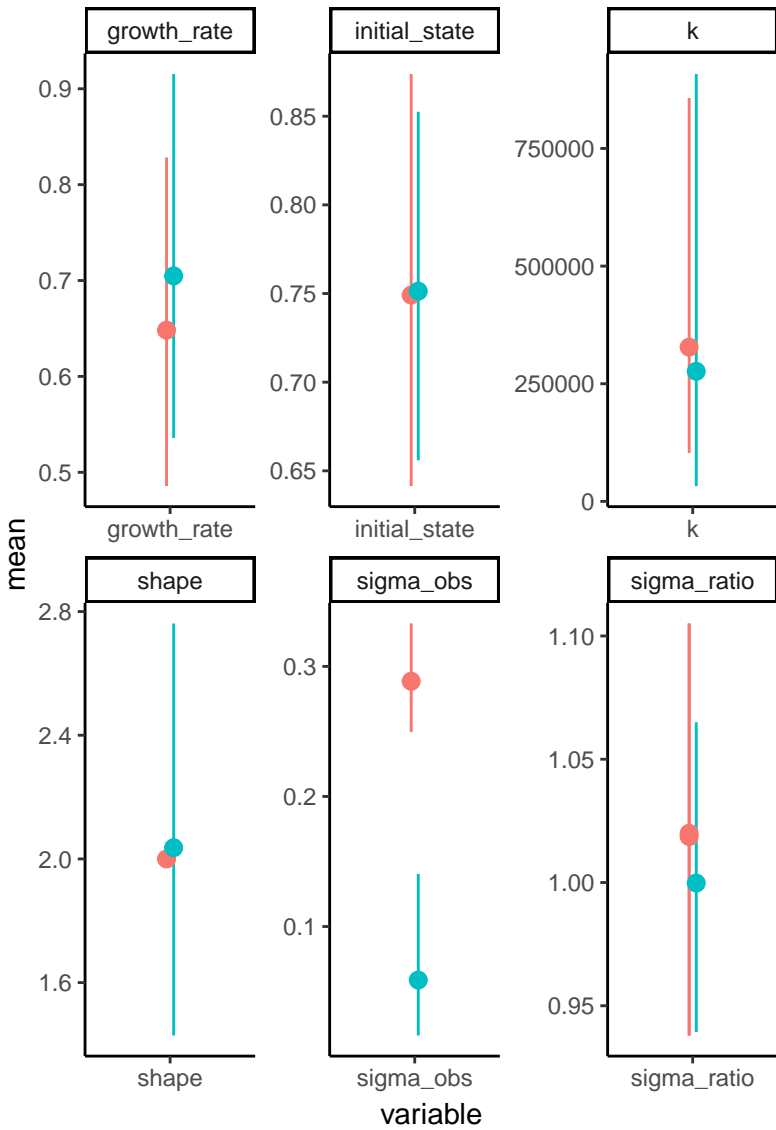 growth_rate
initial_state
k
0.9
0.8
0.7
0.6
0.5
0.85
0.80
0.75
0.70
0.65
750000
500000
250000
0
growth_rate
initial_state
k
mean
shape
sigma_obs
sigma_ratio
2.8
2.4
2.0
1.6
0.3
0.2
0.1
1.10
1.05
1.00
0.95
shape
sigma_obs
sigma_ratio
variable